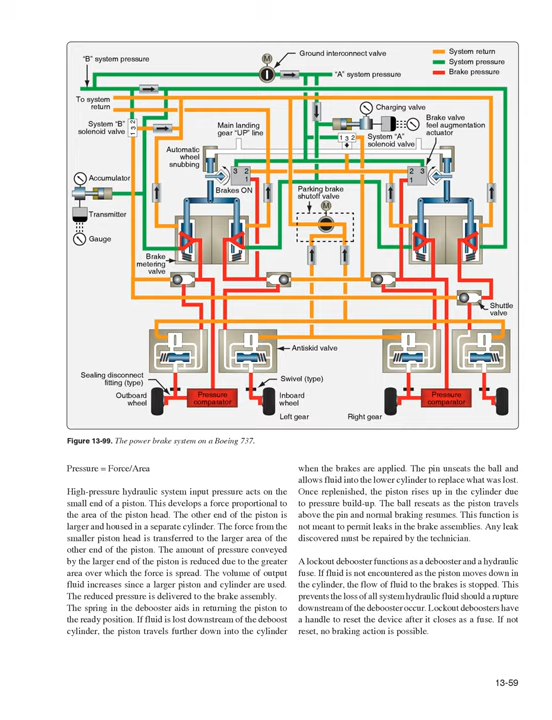 "B" system pressure
Ground interconnect valve
M
"A" system pressure
System return
System pressure
Brake pressure
To system
return
System "B"
solenoid valve
1 3 2
Main landing
gear "UP" line
Charging valve
Brake valve
feel augmentation
actuator
1 3 2
System "A"
solenoid valve
Automatic
wheel
snubbing
3 2
1
2 3
1
Accumulator
Brakes ON
Parking brake
shutoff valve
M
Transmitter
Gauge
Brake
metering
valve
Shuttle
valve
Antiskid valve
Sealing disconnect
fitting (type)
Swivel (type)
Outboard
wheel
Pressure
comparator
Inboard
wheel
Pressure
comparator
Left gear
Right gear
Figure 13-99. The power brake system on a Boeing 737.
Pressure = Force/Area
High-pressure hydraulic system input pressure acts on the
small end of a piston. This develops a force proportional to
the area of the piston head. The other end of the piston is
larger and housed in a separate cylinder. The force from the
smaller piston head is transferred to the larger area of the
other end of the piston. The amount of pressure conveyed
by the larger end of the piston is reduced due to the greater
area over which the force is spread. The volume of output
fluid increases since a larger piston and cylinder are used.
The reduced pressure is delivered to the brake assembly.
The spring in the debooster aids in returning the piston to
the ready position. If fluid is lost downstream of the deboost
cylinder, the piston travels further down into the cylinder
when the brakes are applied. The pin unseats the ball and
allows fluid into the lower cylinder to replace what was lost.
Once replenished, the piston rises up in the cylinder due
to pressure build-up. The ball reseats as the piston travels
above the pin and normal braking resumes. This function is
not meant to permit leaks in the brake assemblies. Any leak
discovered must be repaired by the technician.
A lockout debooster functions as a debooster and a hydraulic
fuse. If fluid is not encountered as the piston moves down in
the cylinder, the flow of fluid to the brakes is stopped. This
prevents the loss of all system hydraulic fluid should a rupture
downstream of the debooster occur. Lockout deboosters have
a handle to reset the device after it closes as a fuse. If not
reset, no braking action is possible.
13-59